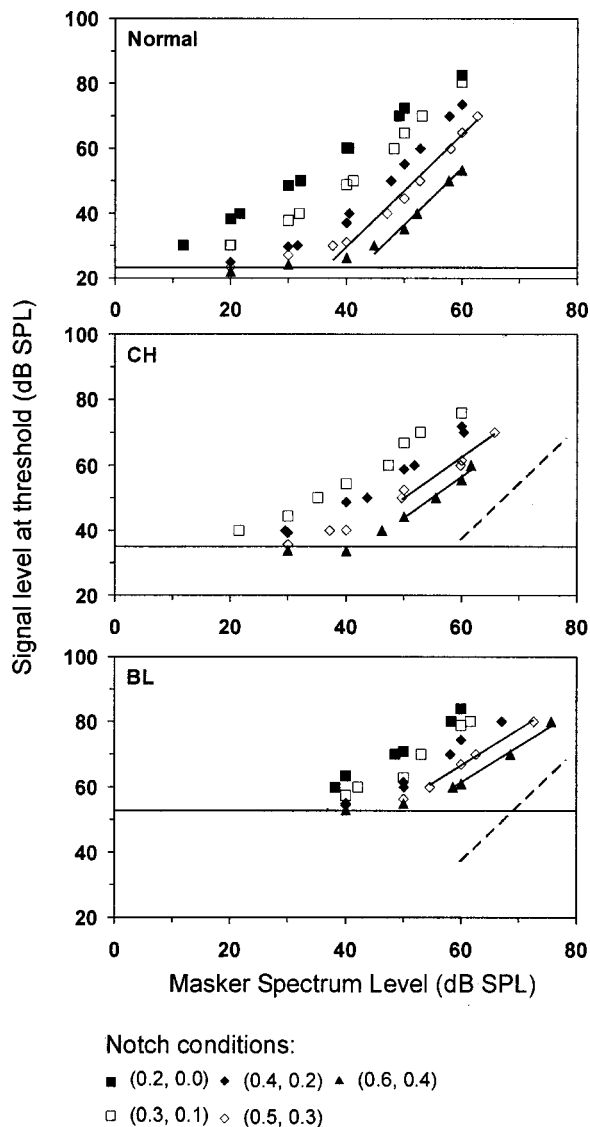 100
Normal
80
60
40
20
0 20 40 60 80
Signal level at threshold (dB SPL)
100
CH
80
60
40
20
0 20 40 60 80
100
BL
80
60
40
20
0 20 40 60 80
Masker Spectrum Level (dB SPL)
Notch conditions:
■ (0.2, 0.0) ◆ (0.4, 0.2) ▲ (0.6, 0.4)
□ (0.3, 0.1) ◇ (0.5, 0.3)